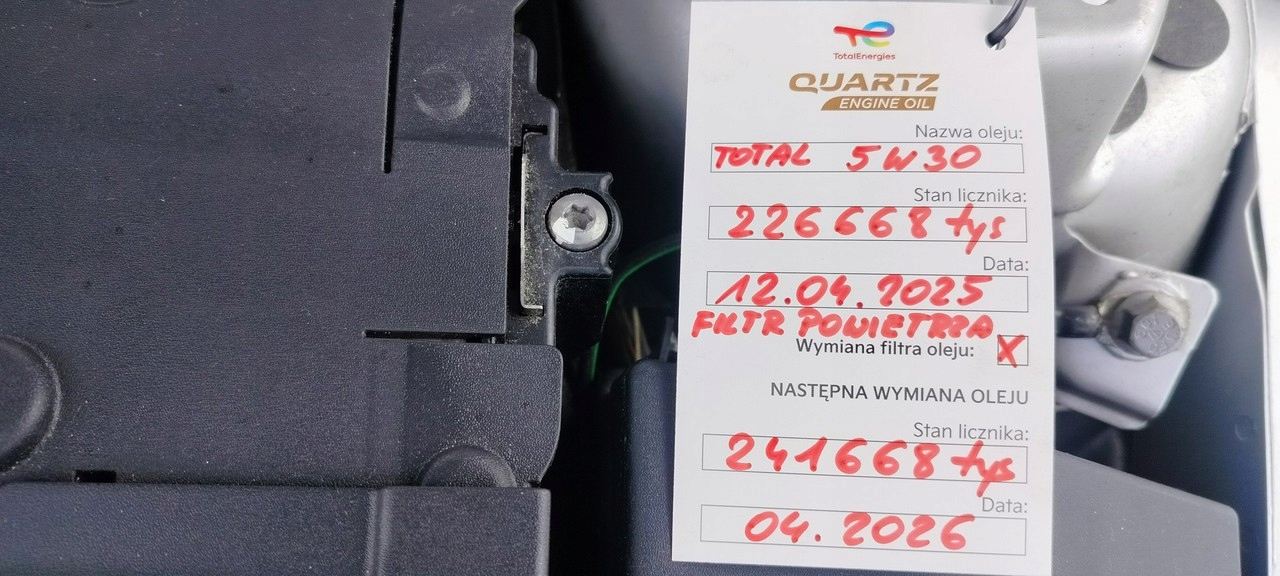 TotalEnergies
QUARTZ
ENGINE OIL
Nazwa oleju:
TOTAL 5W30
Stan licznika:
226668 tys
Data:
12.04.2025
FILTR POWIETRZA
Wymiana filtra oleju: X
NASTĘPNA WYMIANA OLEJU
Stan licznika:
241668 tys
Data:
04.2026